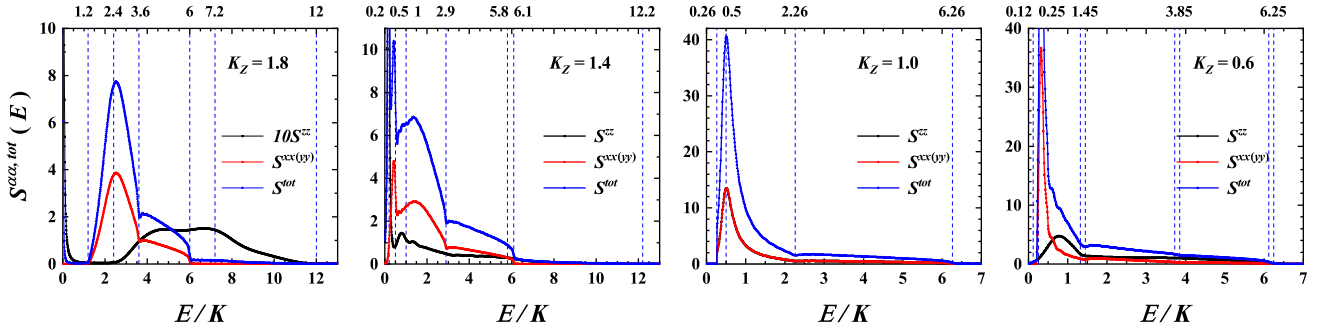 1.2 2.4 3.6 6 7.2 12
0.2 0.5 1 2.9 5.8 6.1 12.2
0.26 0.5 2.26 6.26
0.12 0.25 1.45 3.85 6.25
S^{αα, tot} (E)
10
8
6
4
2
0
K_Z = 1.8
10S^{zz}
S^{xx(yy)}
S^{tot}
0 2 4 6 8 10 12
E / K
10
8
6
4
2
0
K_Z = 1.4
S^{zz}
S^{xx(yy)}
S^{tot}
0 2 4 6 8 10 12
E / K
40
30
20
10
0
K_Z = 1.0
S^{zz}
S^{xx(yy)}
S^{tot}
0 1 2 3 4 5 6 7
E / K
40
30
20
10
0
K_Z = 0.6
S^{zz}
S^{xx(yy)}
S^{tot}
0 1 2 3 4 5 6 7
E / K